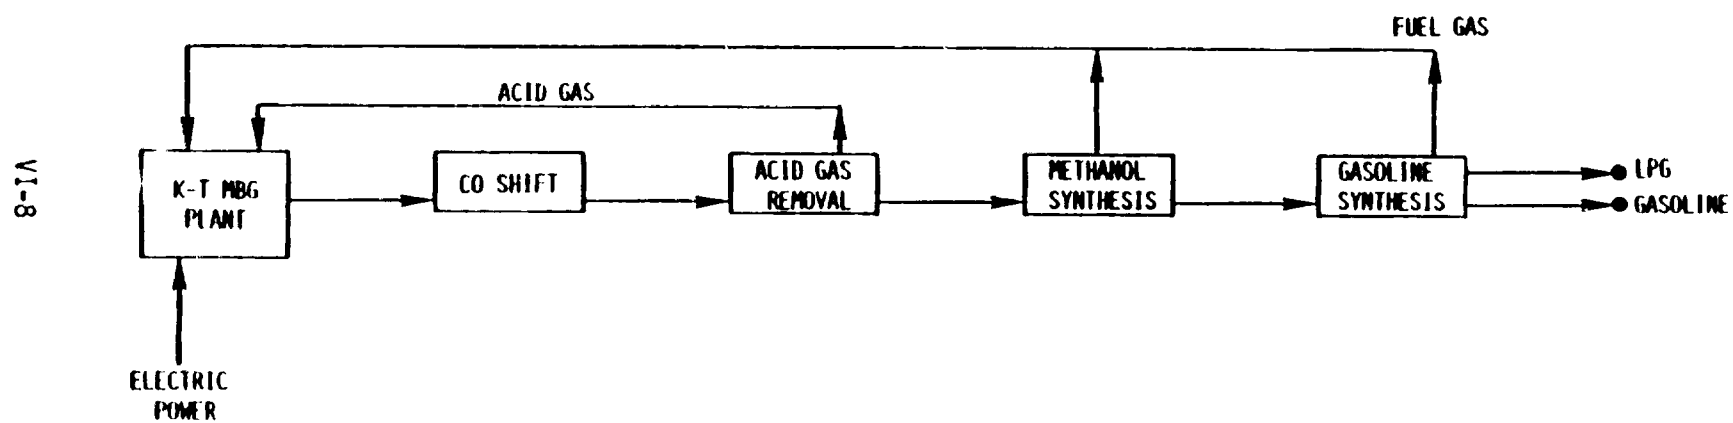 FUEL GAS
ACID GAS
K-T MBG
PLANT
CO SHIFT
ACID GAS
REMOVAL
METHANOL
SYNTHESIS
GASOLINE
SYNTHESIS
LPG
GASOLINE
ELECTRIC
POWER
VI-8